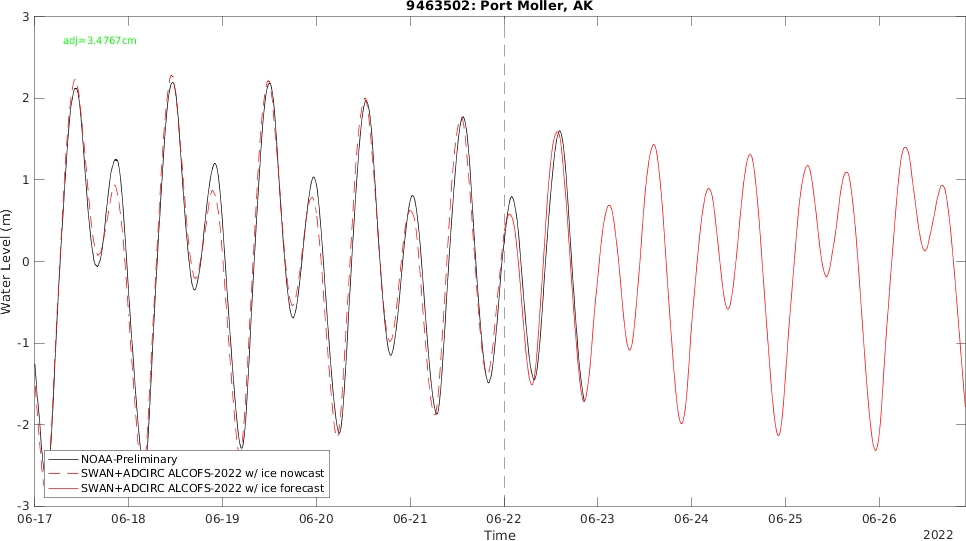 9463502: Port Moller, AK
adj=3.4767cm
Water Level (m)
3
2
1
0
-1
-2
-3
NOAA-Preliminary
SWAN+ADCIRC ALCOFS-2022 w/ ice nowcast
SWAN+ADCIRC ALCOFS-2022 w/ ice forecast
06-17 06-18 06-19 06-20 06-21 06-22 06-23 06-24 06-25 06-26
Time
2022